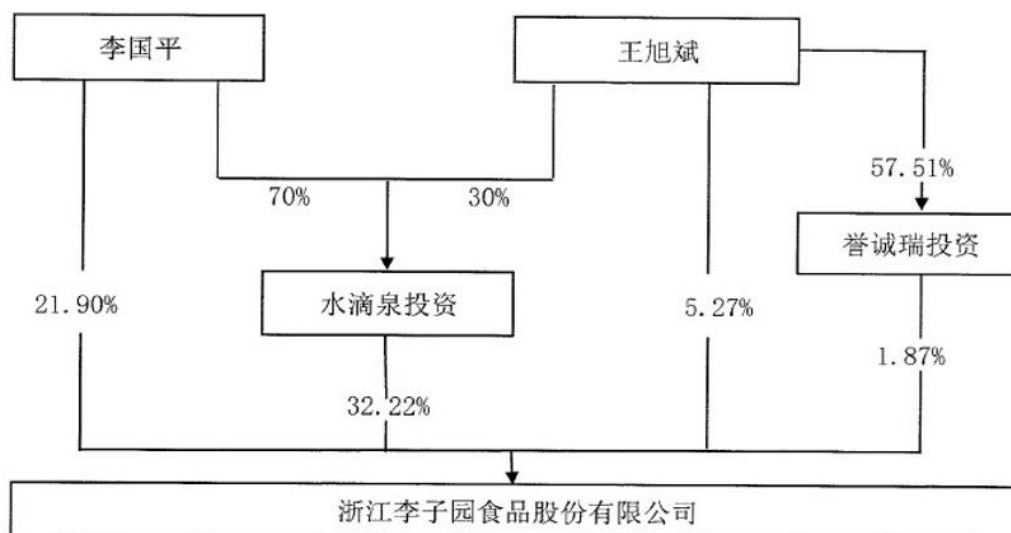 李国平
王旭斌
57.51%
70%
30%
誉诚瑞投资
21.90%
水滴泉投资
5.27%
1.87%
32.22%
浙江李子园食品股份有限公司